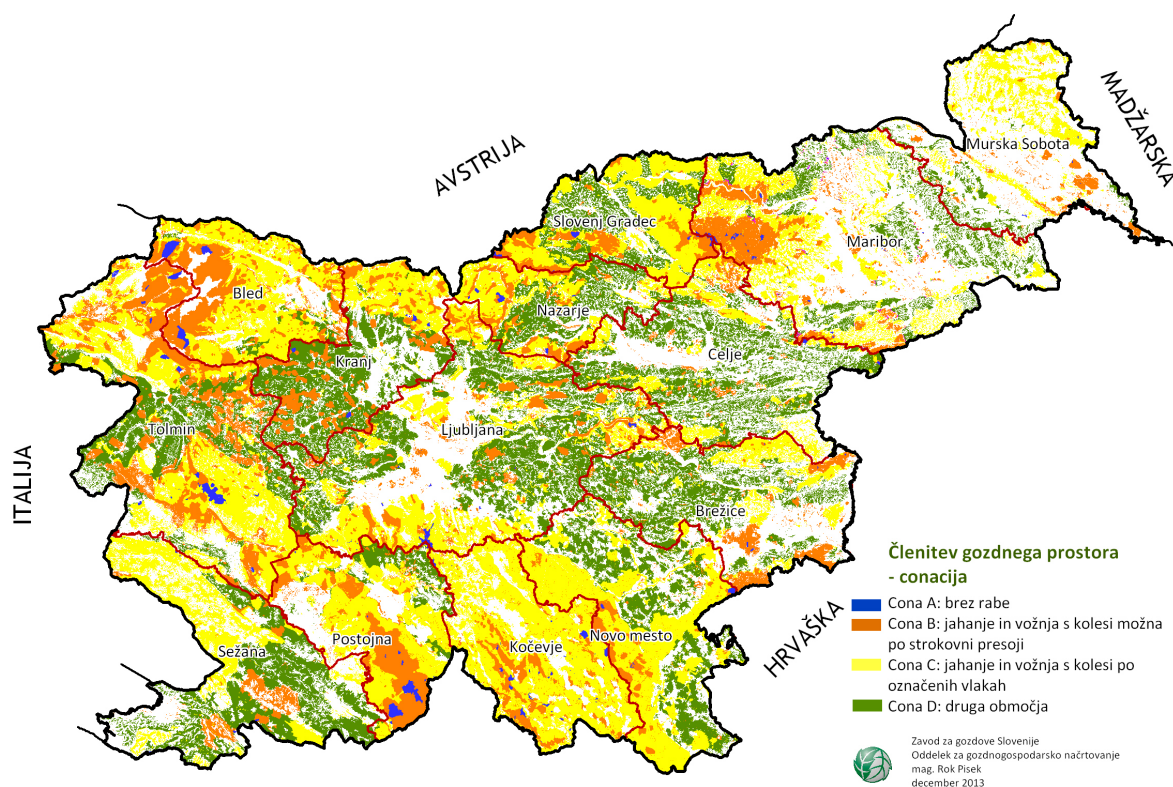 MADŽARSKA
AVSTRIJA
Murska Sobota
Slovenj Gradec
Maribor
Bled
Nazarje
Kranj
Celje
Tolmin
Ljubljana
ITALIJA
Brežice
Postojna
Kočevje
Novo mesto
Sežana
HRVAŠKA
Členitev gozdnega prostora
- conacija
Cona A: brez rabe
Cona B: jahanje in vožnja s kolesi možna
po strokovni presoji
Cona C: jahanje in vožnja s kolesi po
označenih vlakah
Cona D: druga območja
Zavod za gozdove Slovenije
Oddelek za gozdnogospodarsko načrtovanje
mag. Rok Pisek
december 2013